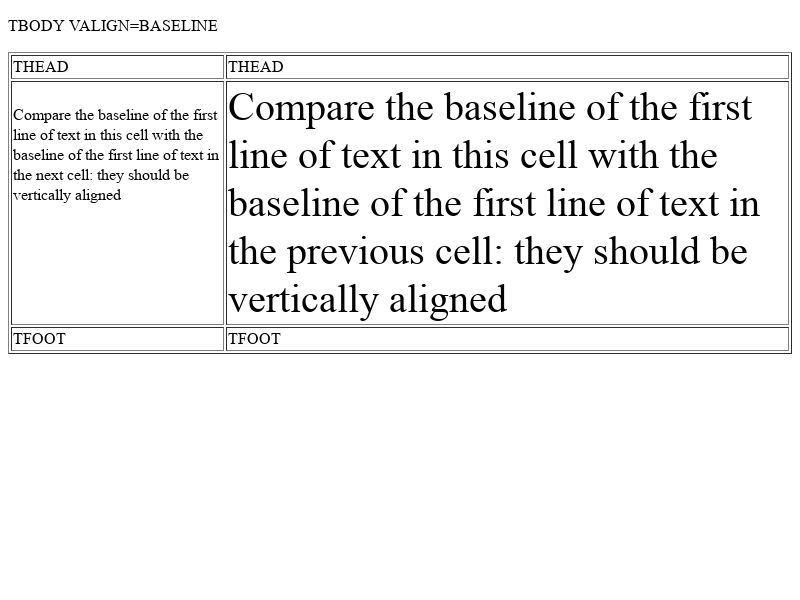 TBODY VALIGN=BASELINE
THEAD
THEAD
Compare the baseline of the first
line of text in this cell with the
baseline of the first line of text in
the next cell: they should be
vertically aligned
Compare the baseline of the first
line of text in this cell with the
baseline of the first line of text in
the previous cell: they should be
vertically aligned
TFOOT
TFOOT